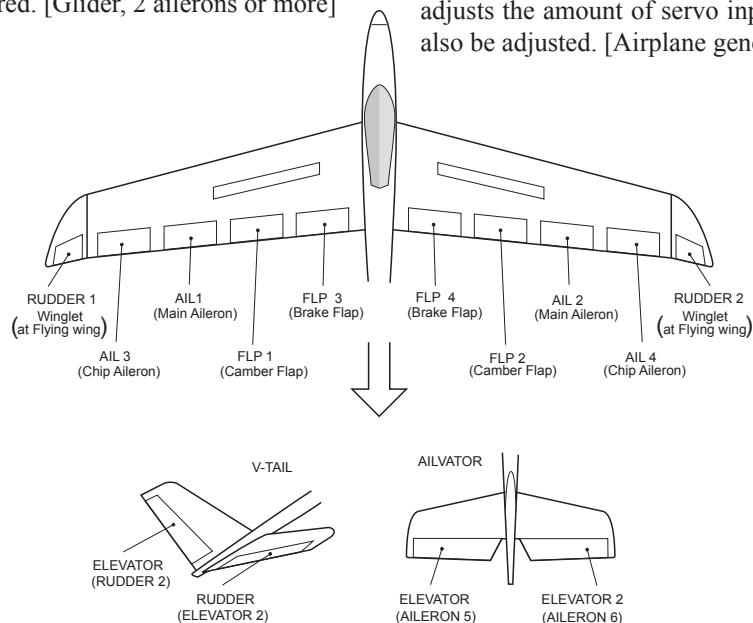 red. [Glider, 2 ailerons or more]
adjusts the amount of servo inp
also be adjusted. [Airplane gene
RUDDER 1
Winglet
(at Flying wing)
AIL 3
(Chip Aileron)
AIL1
(Main Aileron)
FLP 1
(Camber Flap)
FLP 3
(Brake Flap)
FLP 4
(Brake Flap)
FLP 2
(Camber Flap)
AIL 2
(Main Aileron)
AIL 4
(Chip Aileron)
RUDDER 2
Winglet
(at Flying wing)
V-TAIL
ELEVATOR
(RUDDER 2)
RUDDER
(ELEVATOR 2)
AILVATOR
ELEVATOR
(AILERON 5)
ELEVATOR 2
(AILERON 6)